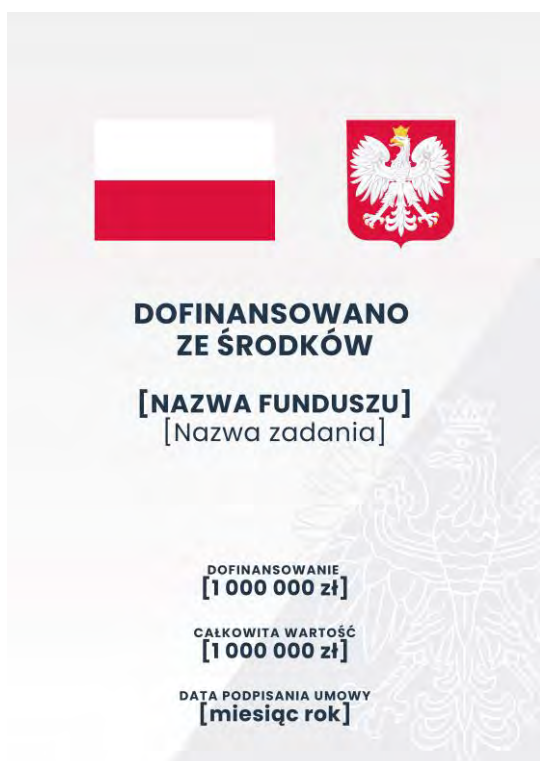 DOFINANSOWANO
ZE ŚRODKÓW
[NAZWA FUNDUSZU]
[Nazwa zadania]
DOFINANSOWANIE
[1 000 000 zł]
CAŁKOWITA WARTOŚĆ
[1 000 000 zł]
DATA PODPISANIA UMOWY
[miesiąc rok]